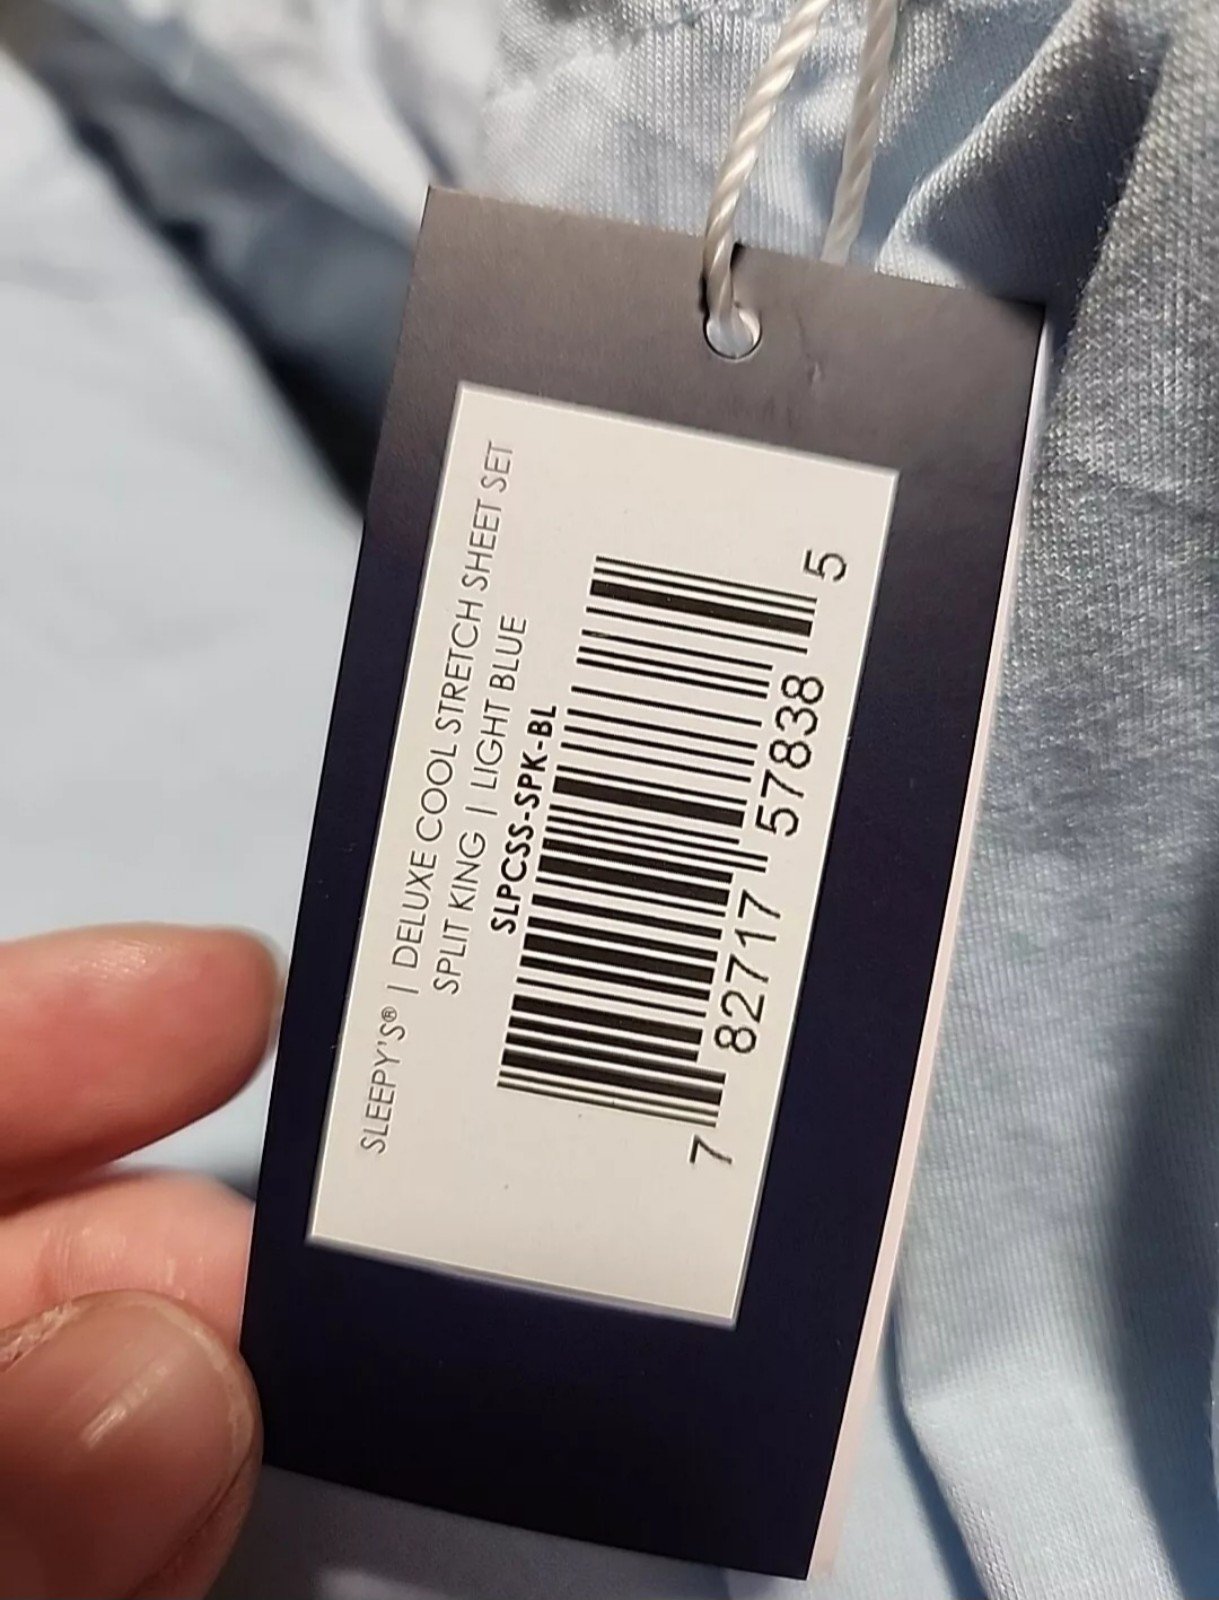 SLEEPY'S® | DELUXE COOL STRETCH SHEET SET
SPLIT KING | LIGHT BLUE
SLPCSS-SPK-BL
7 82717 57838 5